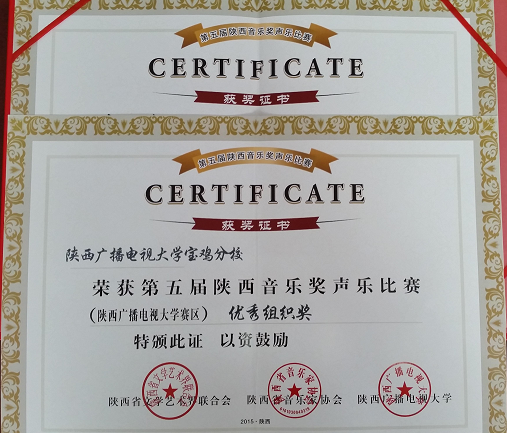 第五届陕西音乐奖声乐比赛
CERTIFICATE
获奖证书
第五届陕西音乐奖声乐比赛
CERTIFICATE
获奖证书
陕西广播电视大学宝鸡分校
荣获第五届陕西音乐奖声乐比赛
(陕西广播电视大学赛区) 优秀组织奖
特颁此证 以资鼓励
陕西省文学艺术界联合会 陕西省音乐家协会 陕西广播电视大学
2015·陕西